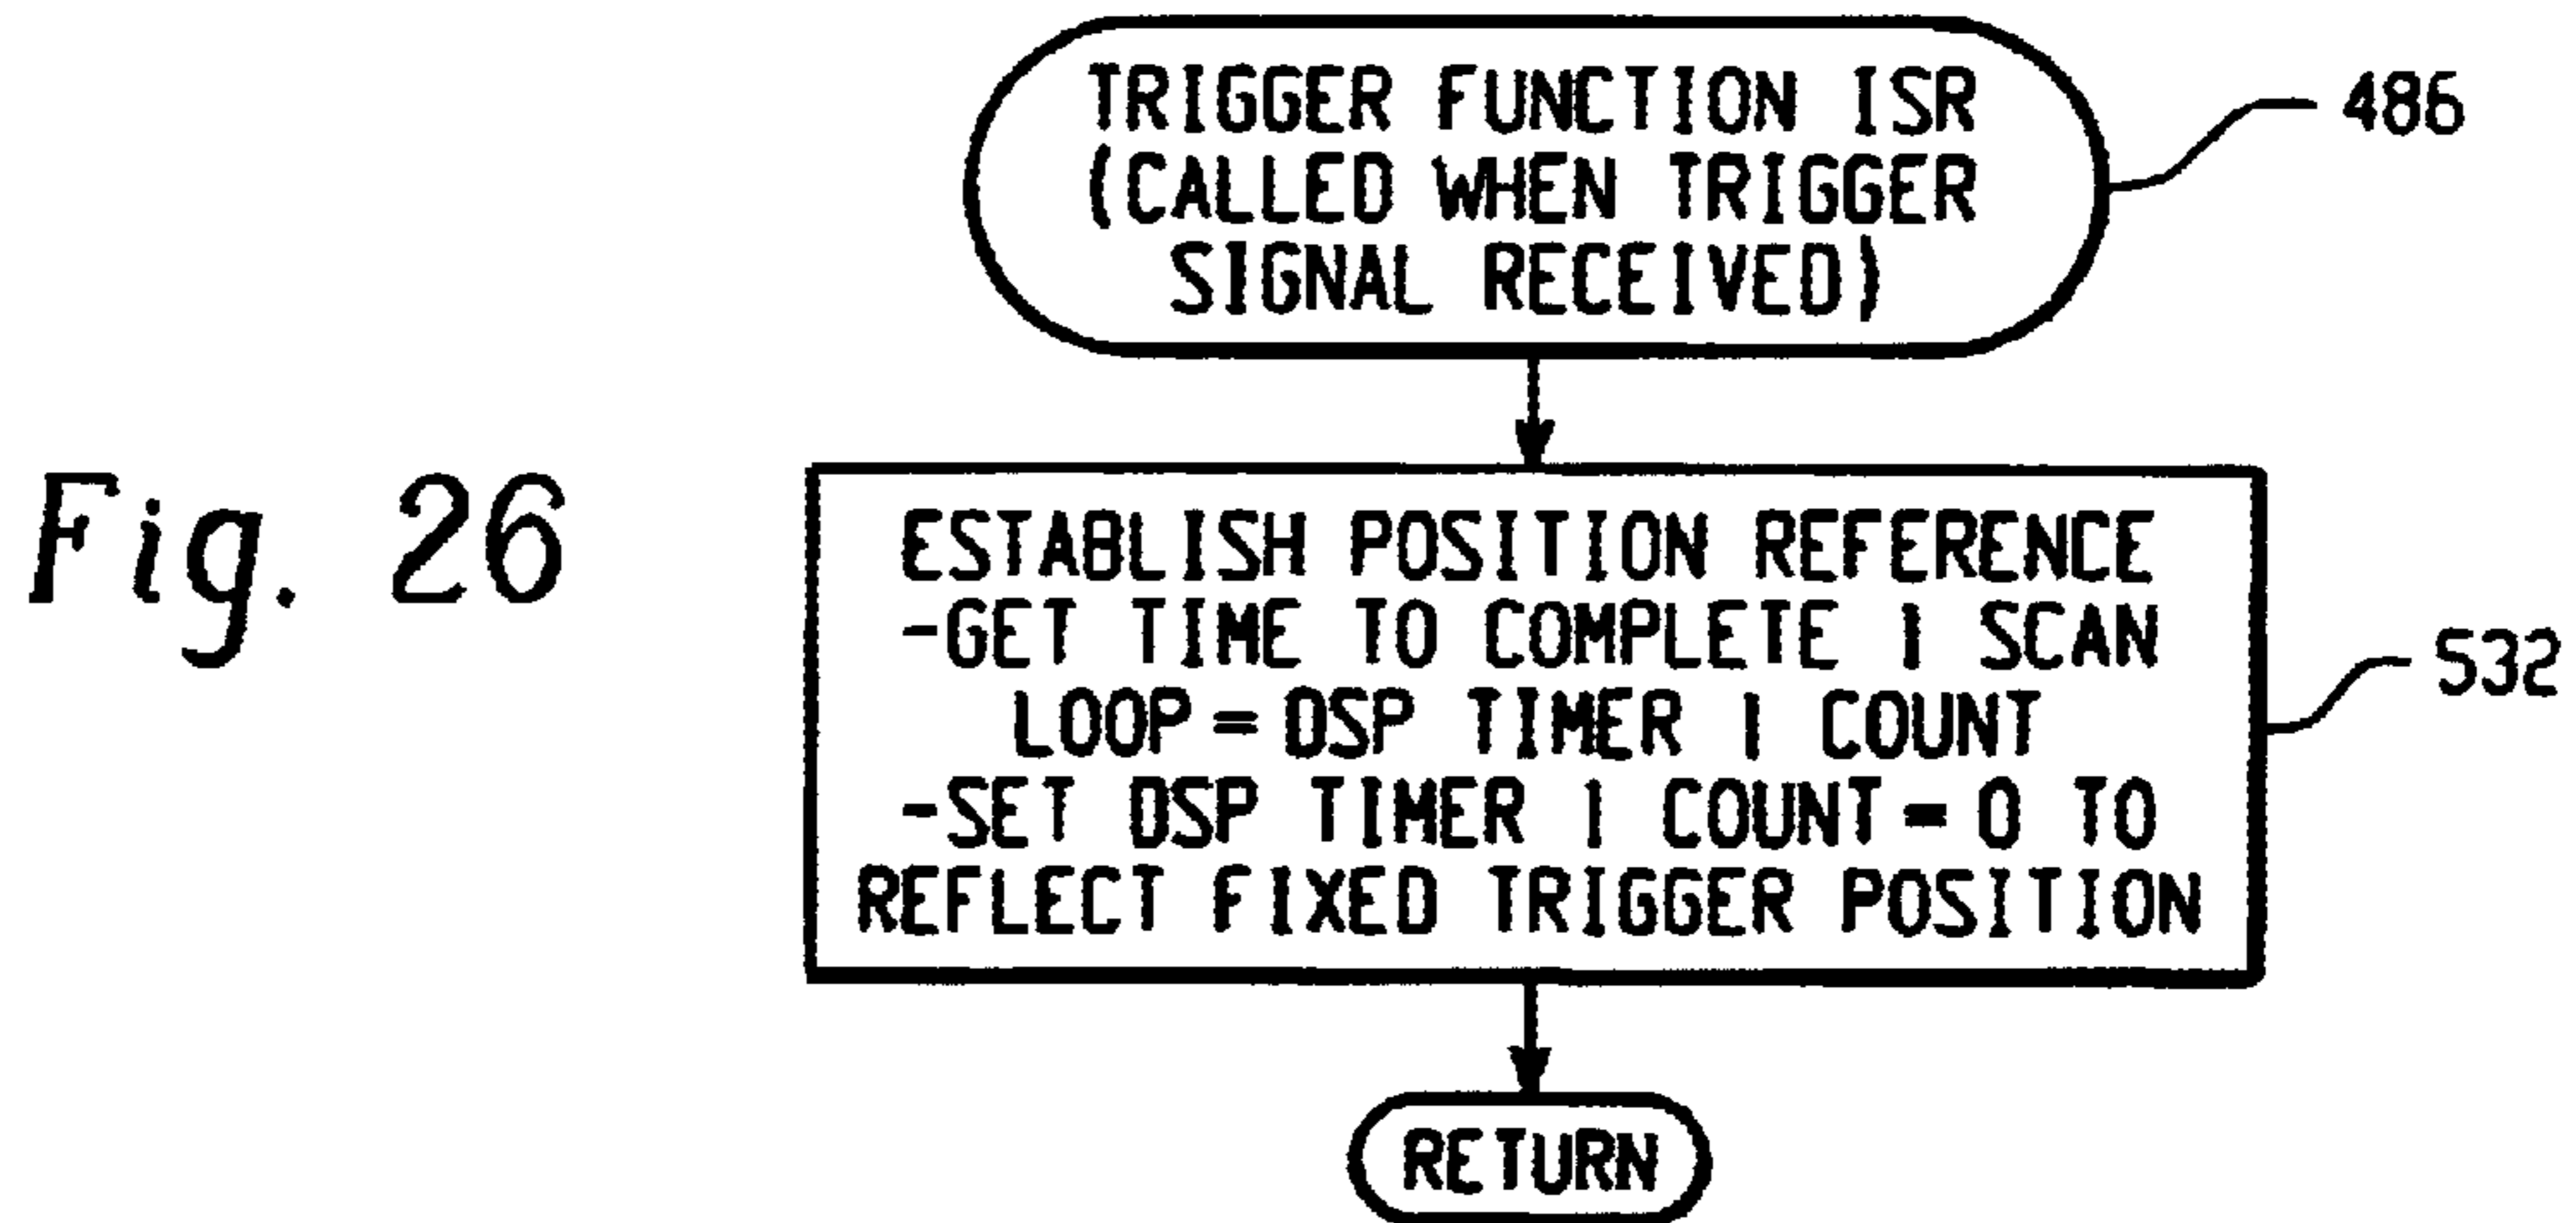 TRIGGER FUNCTION ISR
(CALLED WHEN TRIGGER
SIGNAL RECEIVED)
486
Fig. 26
ESTABLISH POSITION REFERENCE
-GET TIME TO COMPLETE 1 SCAN
LOOP = DSP TIMER 1 COUNT
-SET DSP TIMER 1 COUNT = 0 TO
REFLECT FIXED TRIGGER POSITION
532
RETURN